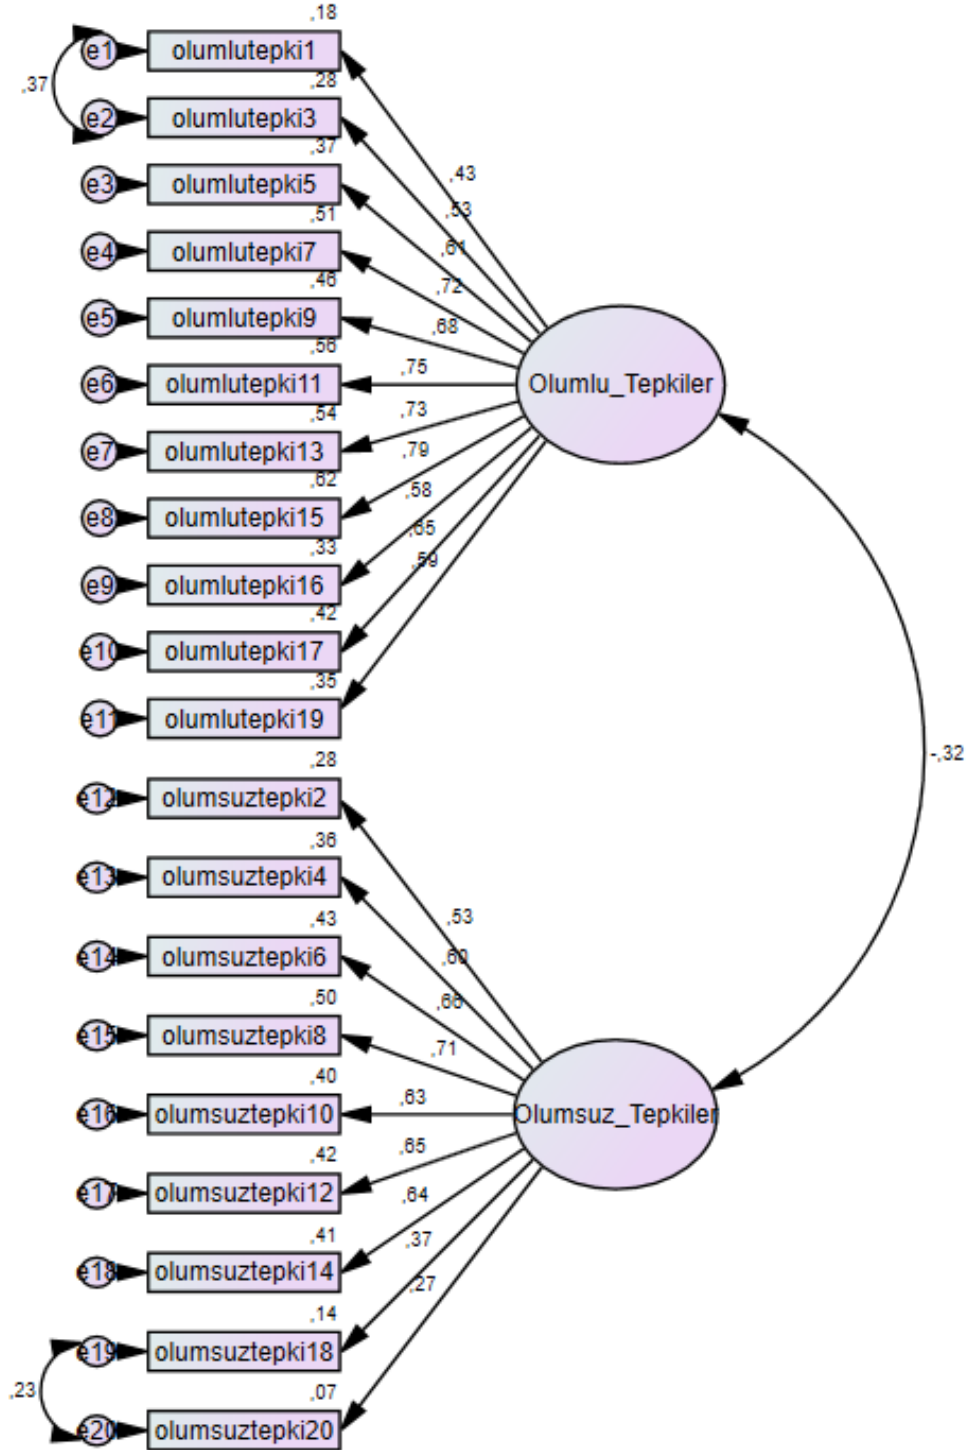 ,18
e1 olumlutepki1
,37
,28
e2 olumlutepki3
,37
e3 olumlutepki5
,51
e4 olumlutepki7
,46
e5 olumlutepki9
,56
e6 olumlutepki11
,54
e7 olumlutepki13
,62
e8 olumlutepki15
,33
e9 olumlutepki16
,42
e10 olumlutepki17
,35
e11 olumlutepki19
,43
,53
,61
,72
,68
,75
,73
,79
,58
,65
,59
Olumlu_Tepkiler
-,32
,28
e12 olumsuztepki2
,36
e13 olumsuztepki4
,43
e14 olumsuztepki6
,50
e15 olumsuztepki8
,40
e16 olumsuztepki10
,42
e17 olumsuztepki12
,41
e18 olumsuztepki14
,14
e19 olumsuztepki18
,23
,07
e20 olumsuztepki20
,53
,60
,66
,71
,63
,65
,64
,37
,27
Olumsuz_Tepkiler